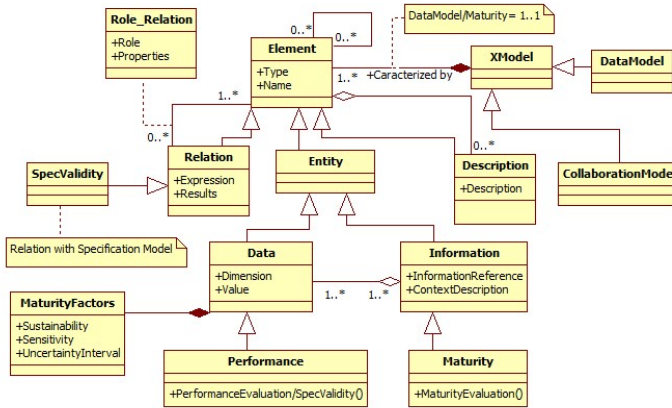 Role_Relation
+Role
+Properties
0..*
0..*
Element
+Type
+Name
DataModel/Maturity= 1..1
1..*
+Caracterized by
XModel
DataModel
1..*
0..*
Relation
+Expression
+Results
SpecValidity
Relation with Specification Model
Entity
0..*
Description
+Description
CollaborationModel
Data
+Dimension
+Value
1..*
1..*
Information
+InformationReference
+ContextDescription
MaturityFactors
+Sustainability
+Sensitivity
+UncertaintyInterval
Performance
+PerformanceEvaluation/SpecValidity()
Maturity
+MaturityEvaluation()